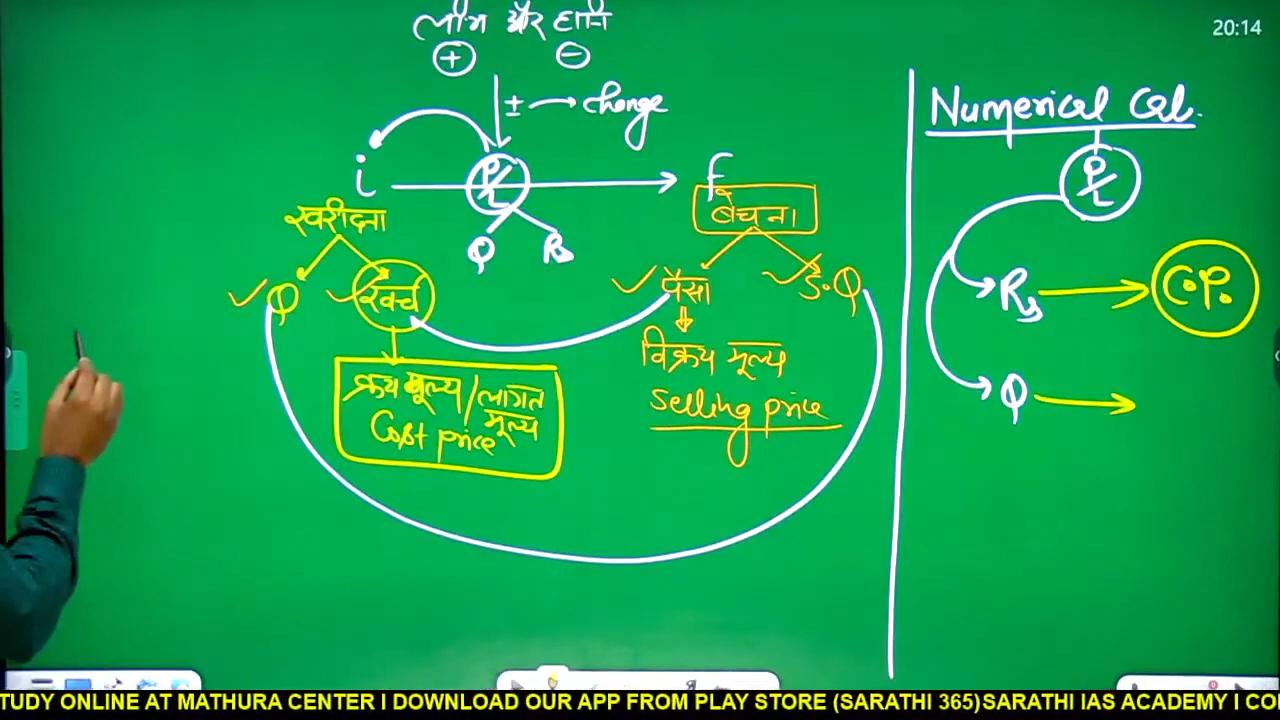 लाभ और हानि
+ -
± → change
20:14
i P/L f
Q Rs
खरीदना
Q खर्च
क्रय मूल्य / लागत मूल्य
Cost price
बेचना
पैसा S.Q
विक्रय मूल्य
Selling price
Numerical Cal.
P/L
Rs → C.P.
Q →
STUDY ONLINE AT MATHURA CENTER I DOWNLOAD OUR APP FROM PLAY STORE (SARATHI 365)SARATHI IAS ACADEMY I CO